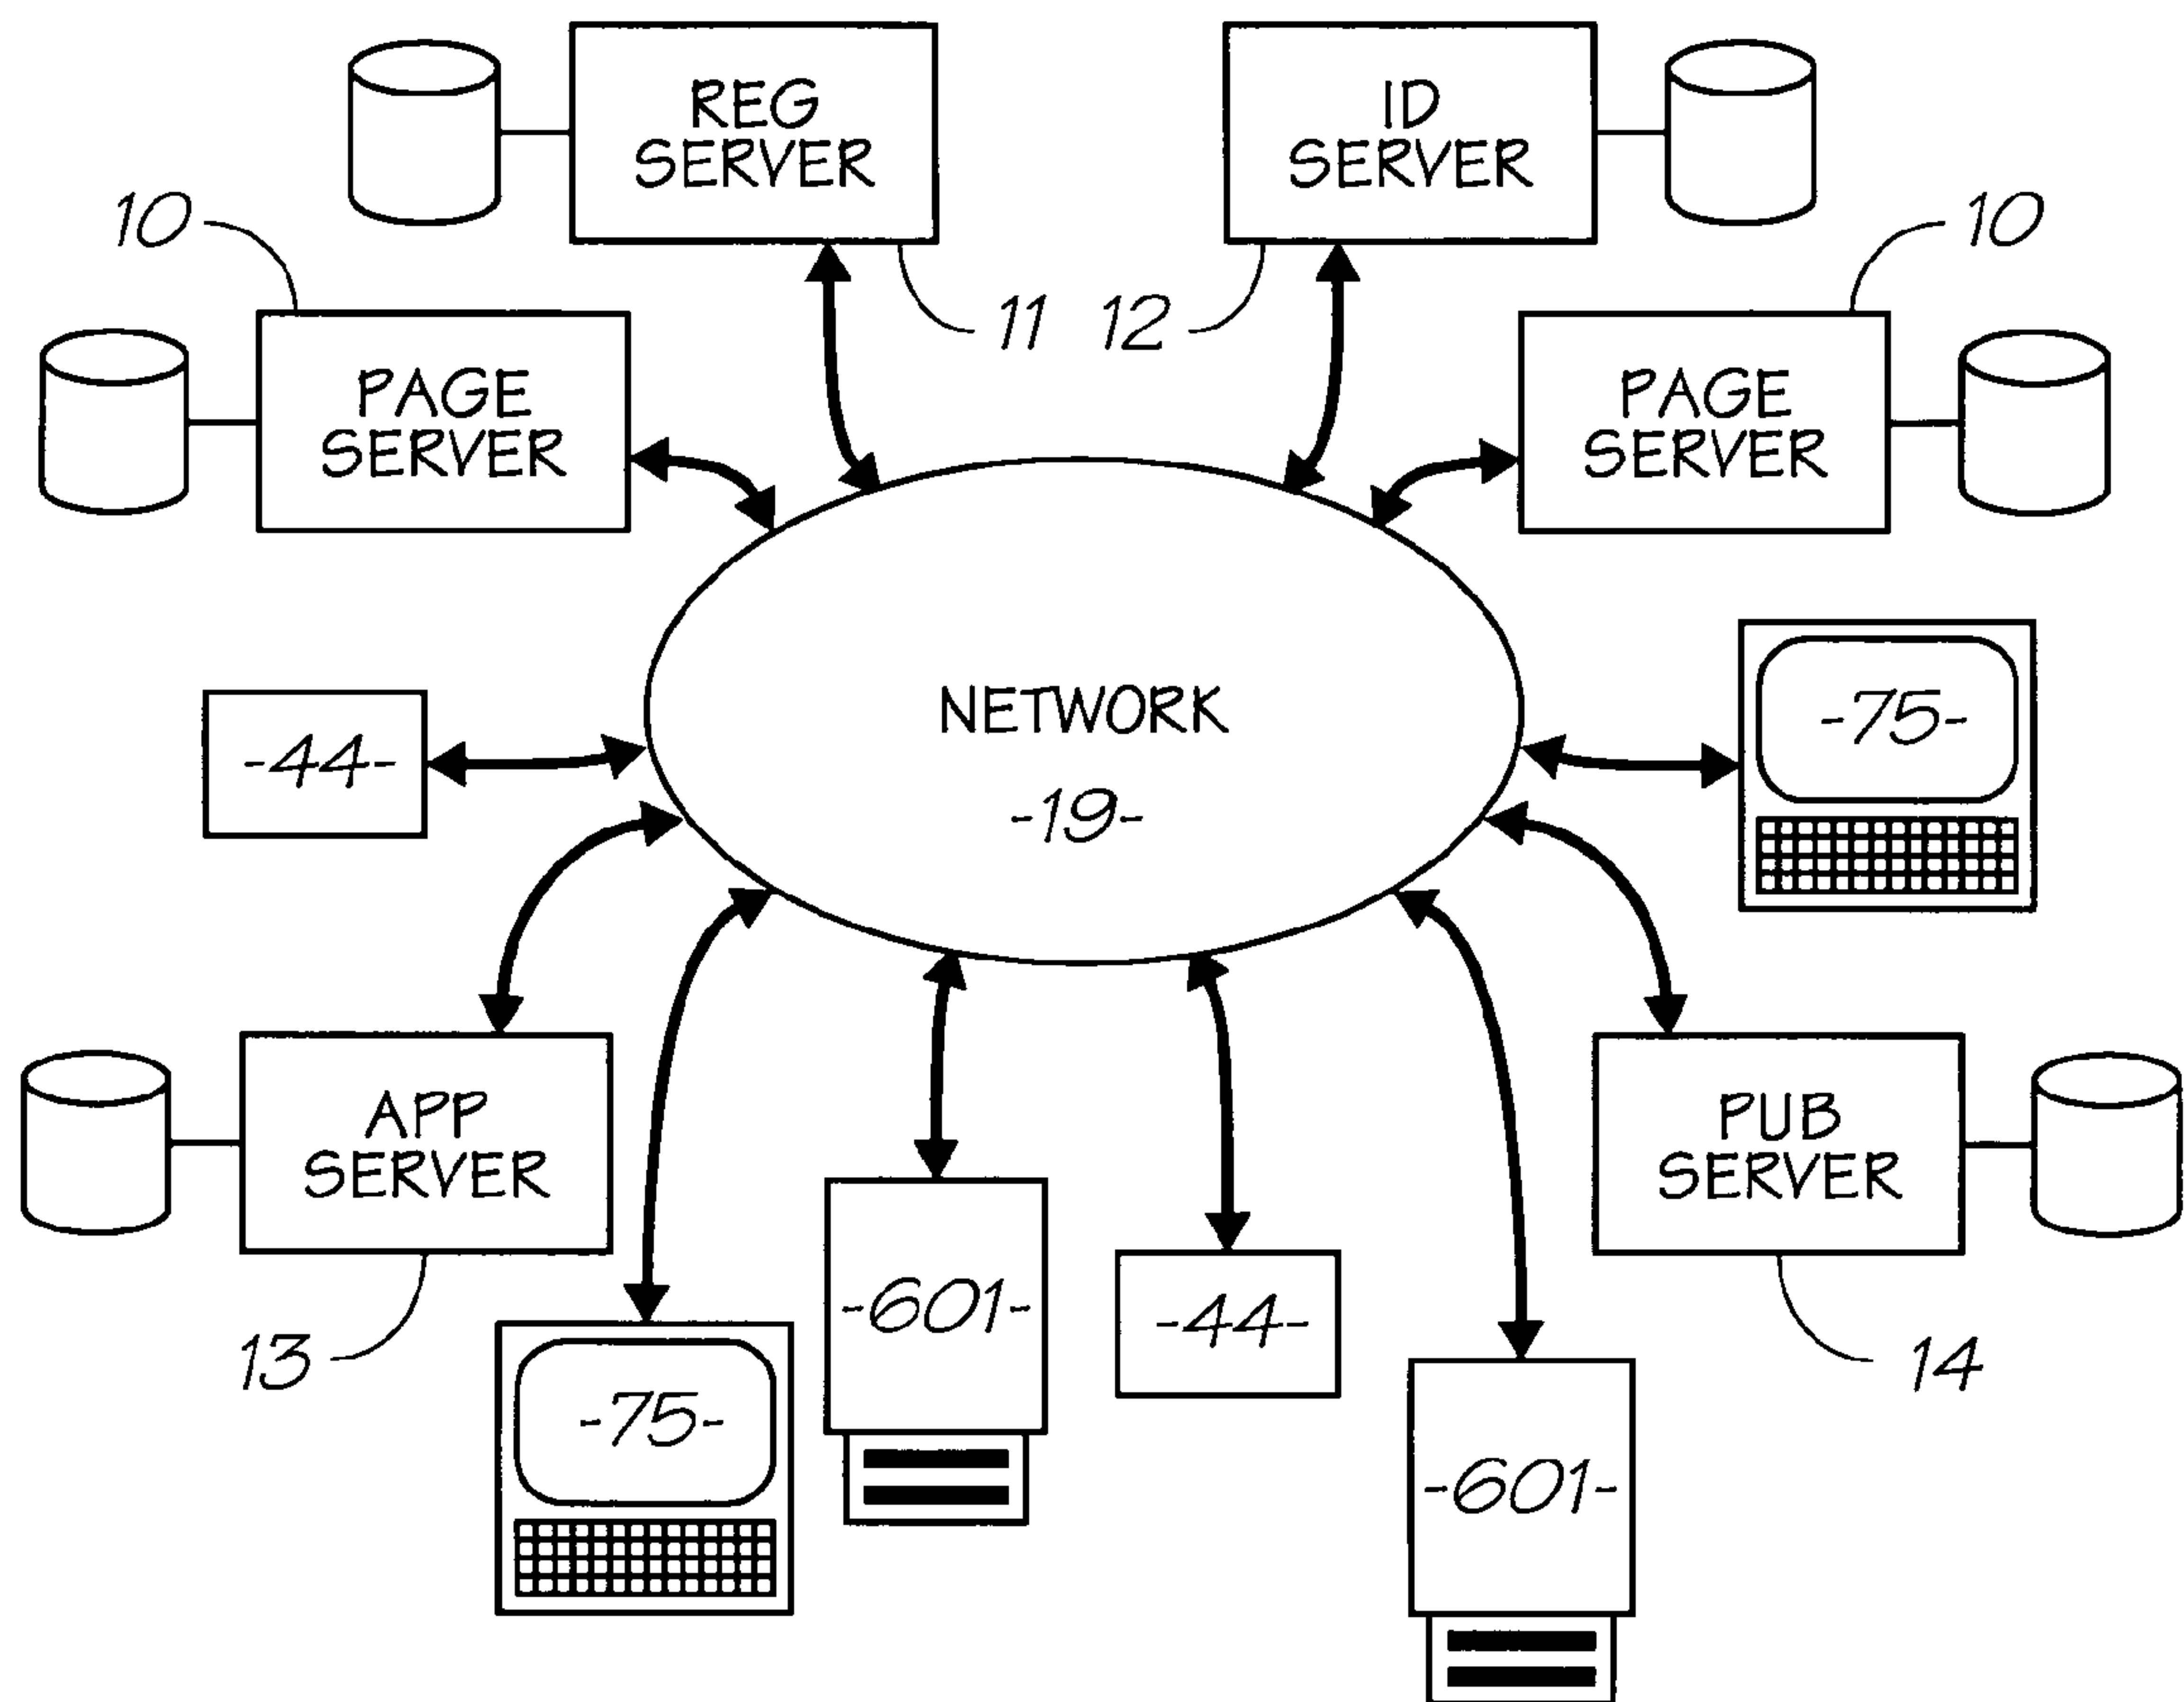 REG
SERVER
ID
SERVER
10
10
11
12
PAGE
SERVER
PAGE
SERVER
NETWORK
-19-
-75-
-44-
APP
SERVER
PUB
SERVER
-601-
-44-
13
14
-75-
-601-